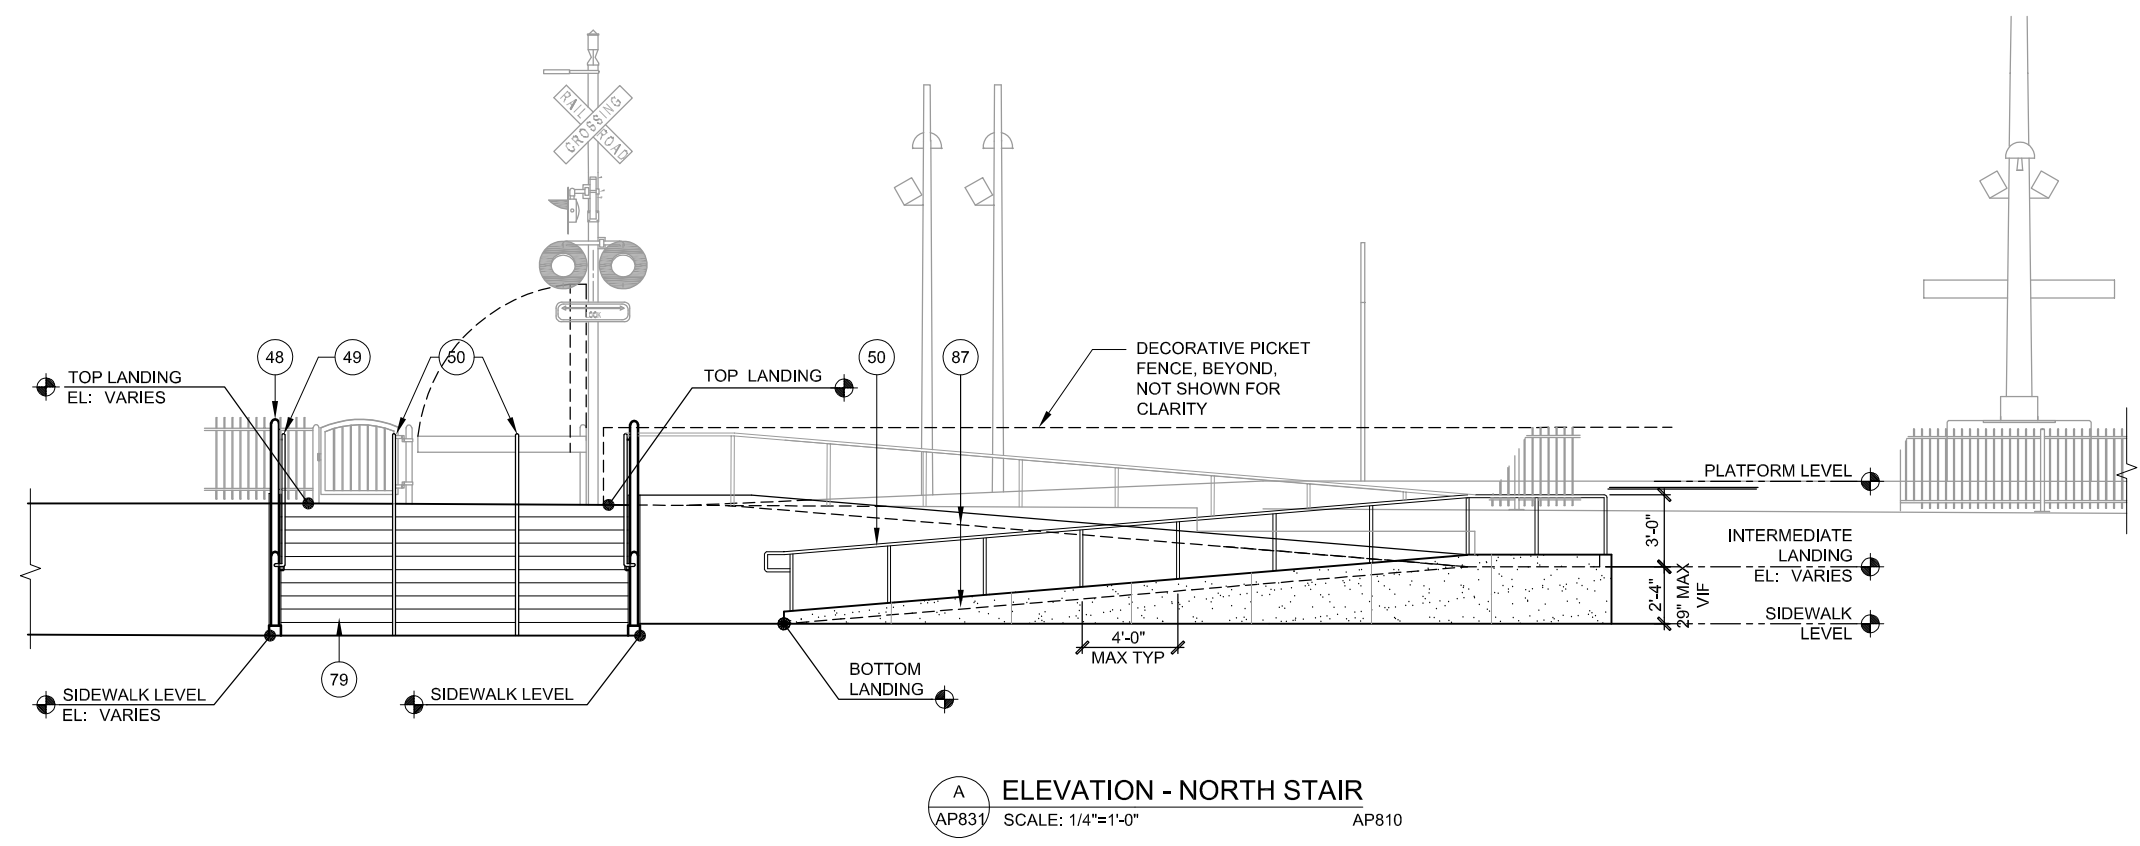 RAIL
ROAD
CROSSING
LOOK
48
49
50
50
87
DECORATIVE PICKET
FENCE, BEYOND,
NOT SHOWN FOR
CLARITY
TOP LANDING
EL: VARIES
TOP LANDING
PLATFORM LEVEL
INTERMEDIATE
LANDING
EL: VARIES
SIDEWALK
LEVEL
3'-0"
2'-4"
29" MAX
VIF
4'-0"
MAX TYP
79
BOTTOM
LANDING
SIDEWALK LEVEL
EL: VARIES
SIDEWALK LEVEL
A
AP831
ELEVATION - NORTH STAIR
SCALE: 1/4"=1'-0"
AP810